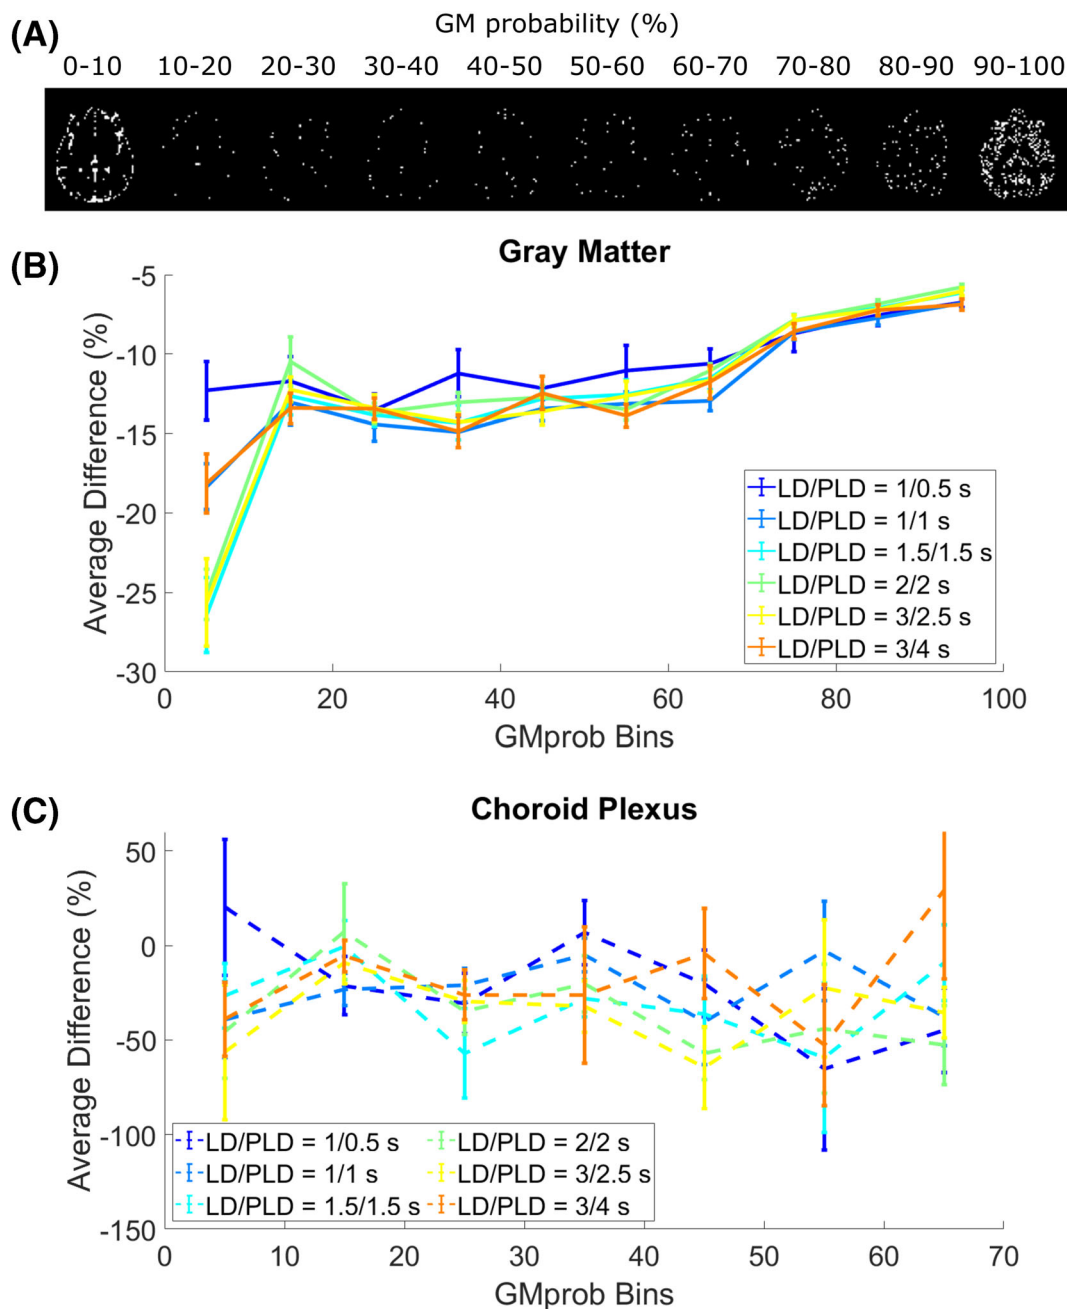 (A)
GM probability (%)
0-10 10-20 20-30 30-40 40-50 50-60 60-70 70-80 80-90 90-100
(B)
Gray Matter
Average Difference (%)
-5
-10
-15
-20
-25
-30
0 20 40 60 80 100
GMprob Bins
LD/PLD = 1/0.5 s
LD/PLD = 1/1 s
LD/PLD = 1.5/1.5 s
LD/PLD = 2/2 s
LD/PLD = 3/2.5 s
LD/PLD = 3/4 s
(C)
Choroid Plexus
Average Difference (%)
50
0
-50
-100
-150
LD/PLD = 1/0.5 s LD/PLD = 2/2 s
LD/PLD = 1/1 s LD/PLD = 3/2.5 s
LD/PLD = 1.5/1.5 s LD/PLD = 3/4 s
0 10 20 30 40 50 60 70
GMprob Bins